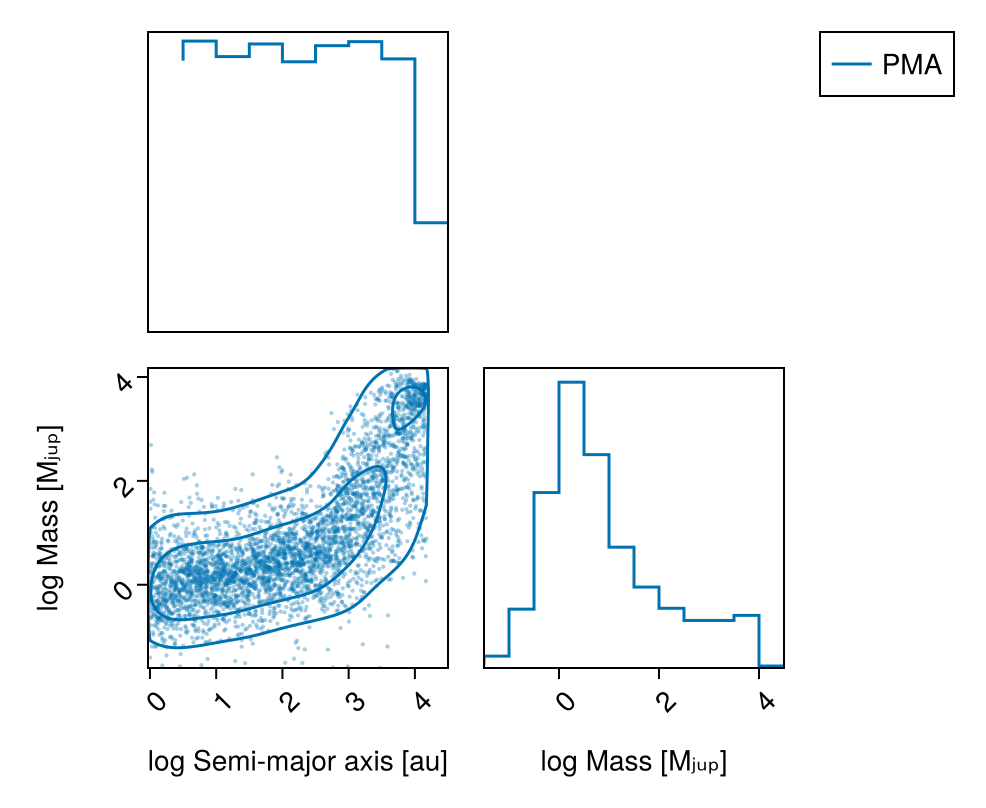 PMA
4
2
0
log Mass [Mⱼᵤₚ]
0 1 2 3 4
0 2 4
log Semi-major axis [au]
log Mass [Mⱼᵤₚ]